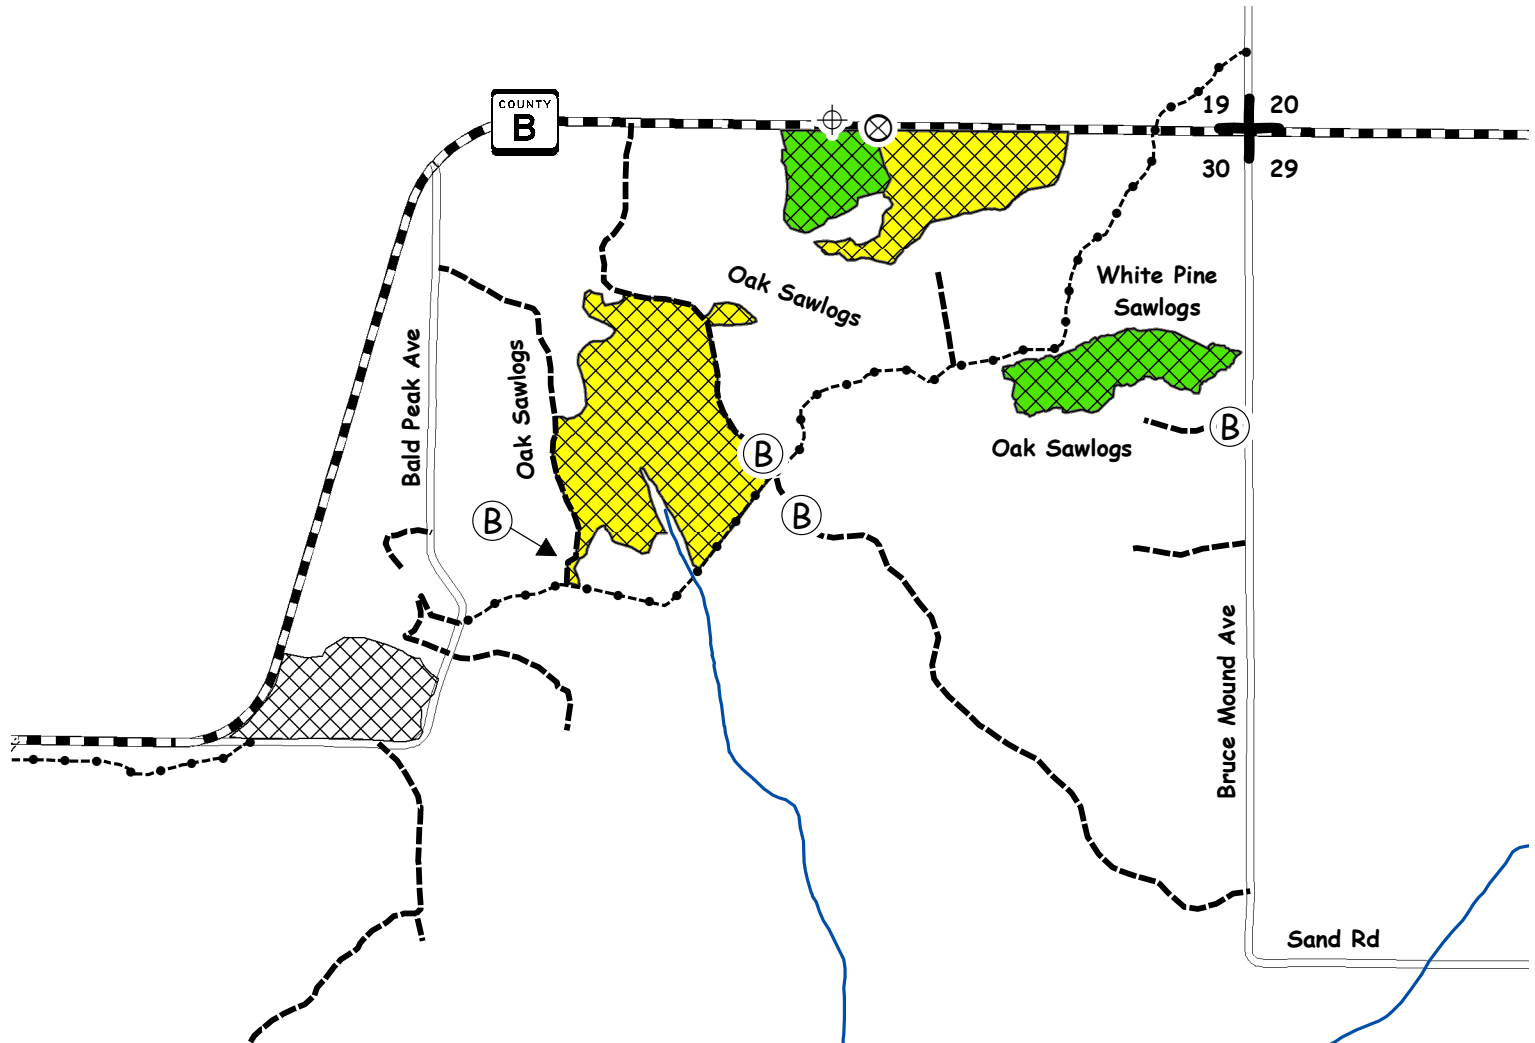 COUNTY
B
19 20
30 29
White Pine
Sawlogs
Oak Sawlogs
Bald Peak Ave
Oak Sawlogs
Oak Sawlogs
B
B
B
B
Bruce Mound Ave
Sand Rd